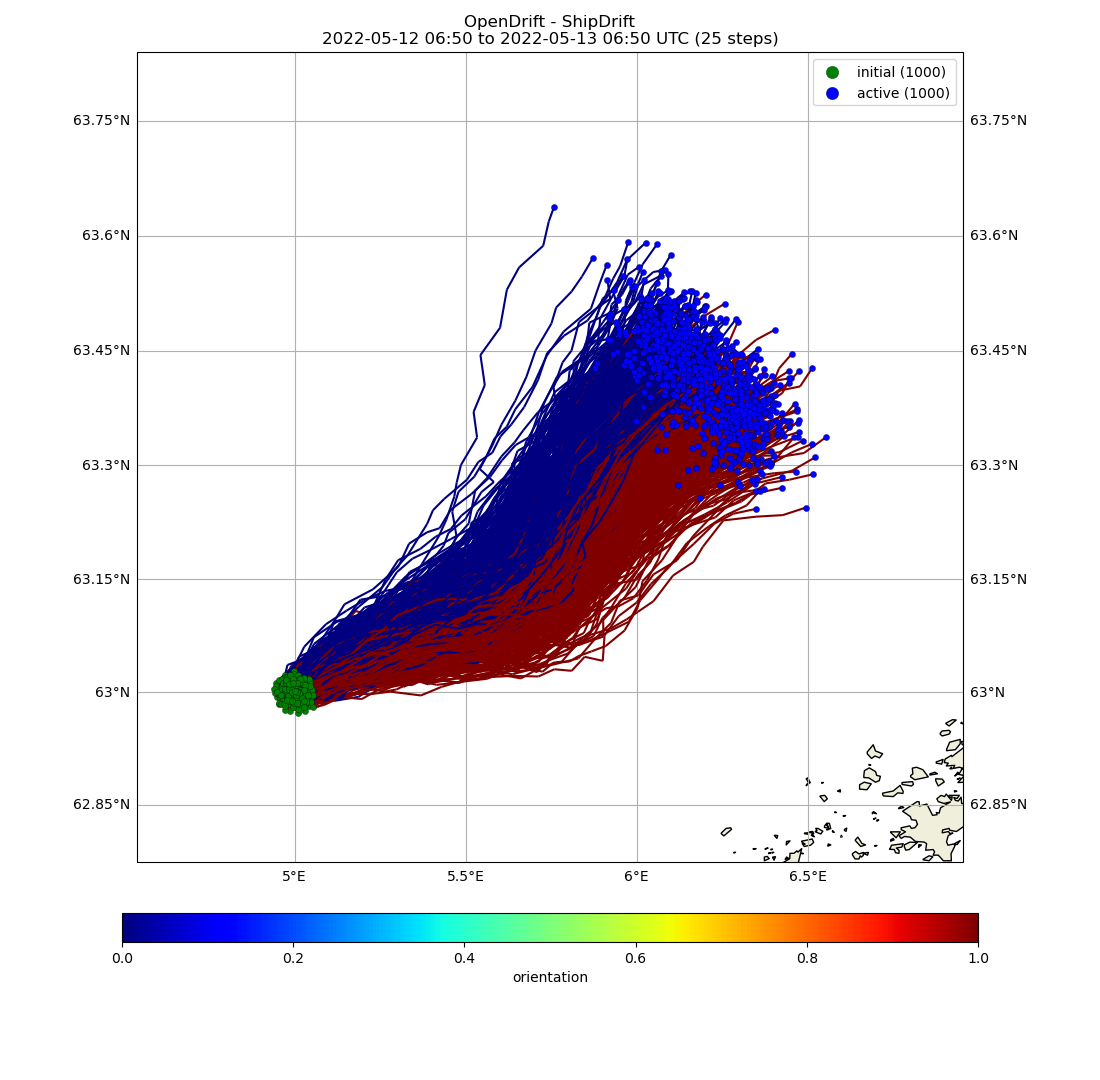 OpenDrift - ShipDrift
2022-05-12 06:50 to 2022-05-13 06:50 UTC (25 steps)
initial (1000)
active (1000)
63.75°N 63.75°N
63.6°N 63.6°N
63.45°N 63.45°N
63.3°N 63.3°N
63.15°N 63.15°N
63°N 63°N
62.85°N 62.85°N
5°E 5.5°E 6°E 6.5°E
0.0 0.2 0.4 0.6 0.8 1.0
orientation